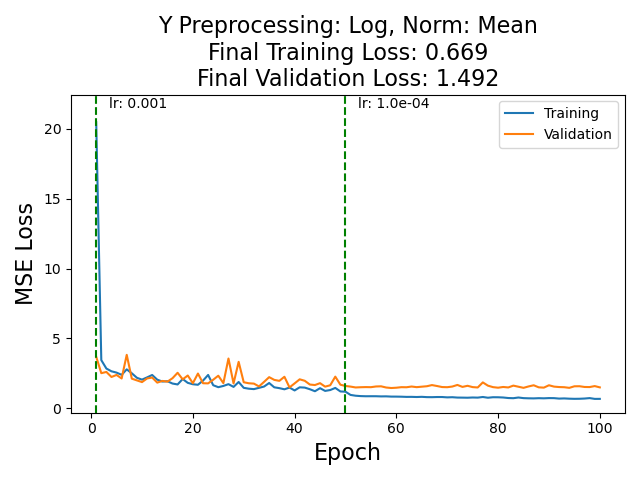 Y Preprocessing: Log, Norm: Mean
Final Training Loss: 0.669
Final Validation Loss: 1.492
lr: 0.001
lr: 1.0e-04
Training
Validation
20
15
10
5
0
MSE Loss
0
20
40
60
80
100
Epoch